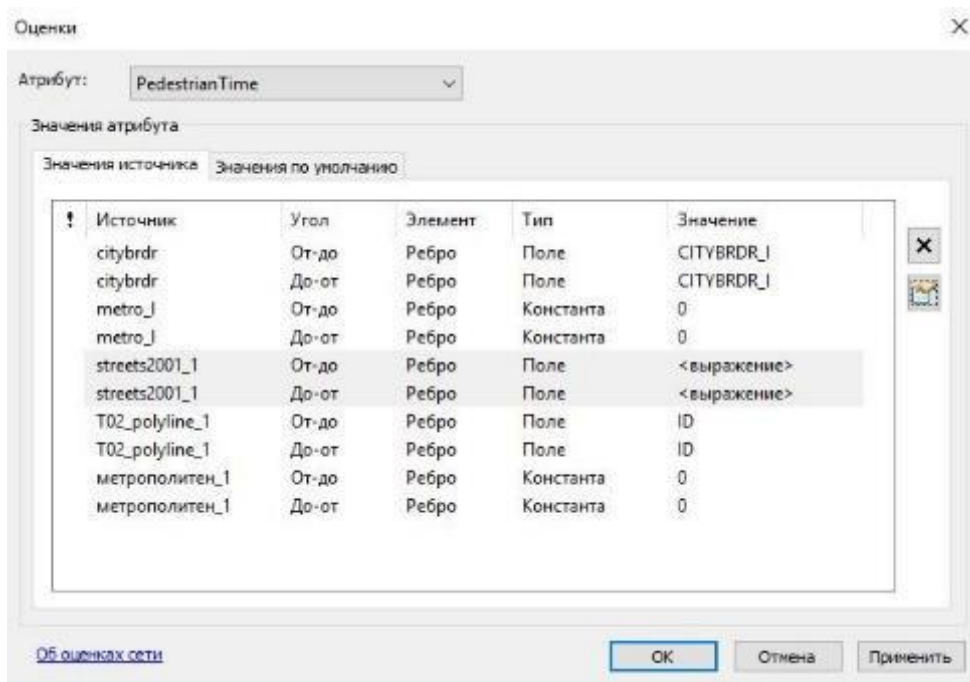 Оценки
Атрибут: PedestrianTime
Значения атрибута
Значения источника Значения по умолчанию
! Источник Угол Элемент Тип Значение
citybrdr От-до Ребро Поле CITYBRDR_I
citybrdr До-от Ребро Поле CITYBRDR_I
metro_l От-до Ребро Константа 0
metro_l До-от Ребро Константа 0
streets2001_1 От-до Ребро Поле <выражение>
streets2001_1 До-от Ребро Поле <выражение>
T02_polyline_1 От-до Ребро Поле ID
T02_polyline_1 До-от Ребро Поле ID
метрополитен_1 От-до Ребро Константа 0
метрополитен_1 До-от Ребро Константа 0
Об оценках сети OK Отмена Применить